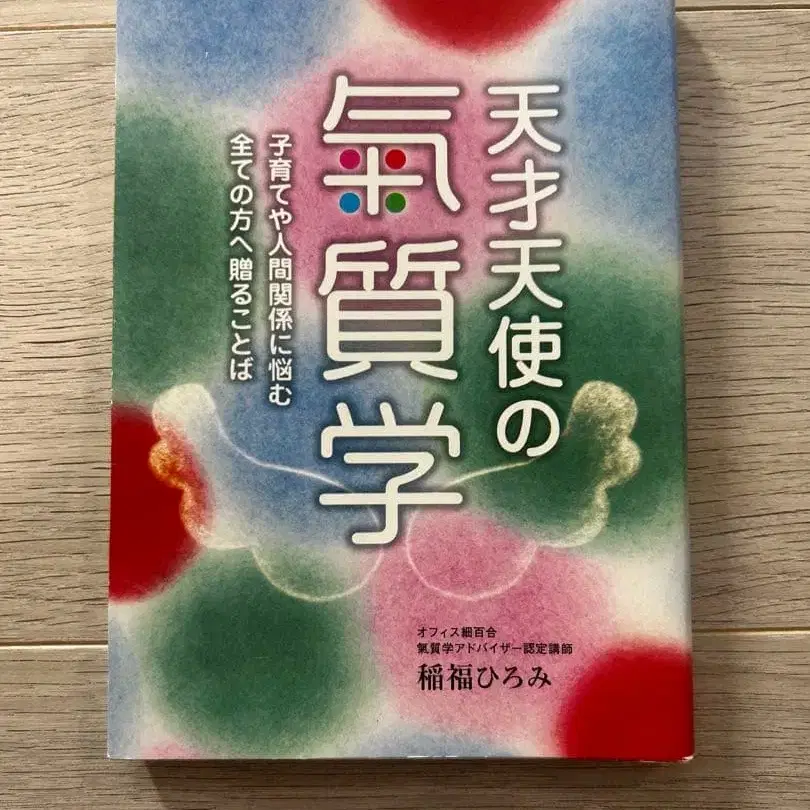 天才天使の
氣質学
子育てや人間関係に悩む
全ての方へ贈ることば
オフィス細百合
氣質学アドバイザー認定講師
稲福ひろみ